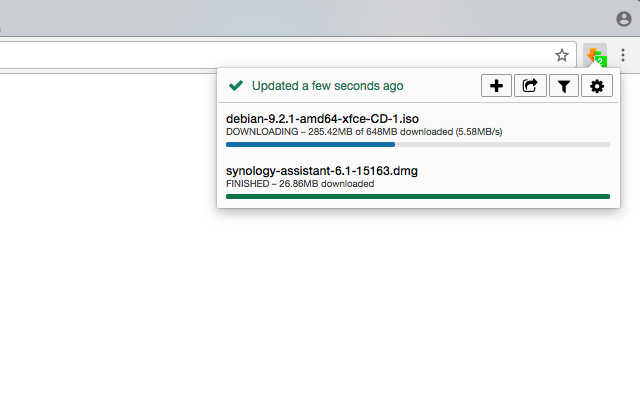 Updated a few seconds ago
debian-9.2.1-amd64-xfce-CD-1.iso
DOWNLOADING – 285.42MB of 648MB downloaded (5.58MB/s)
synology-assistant-6.1-15163.dmg
FINISHED – 26.86MB downloaded